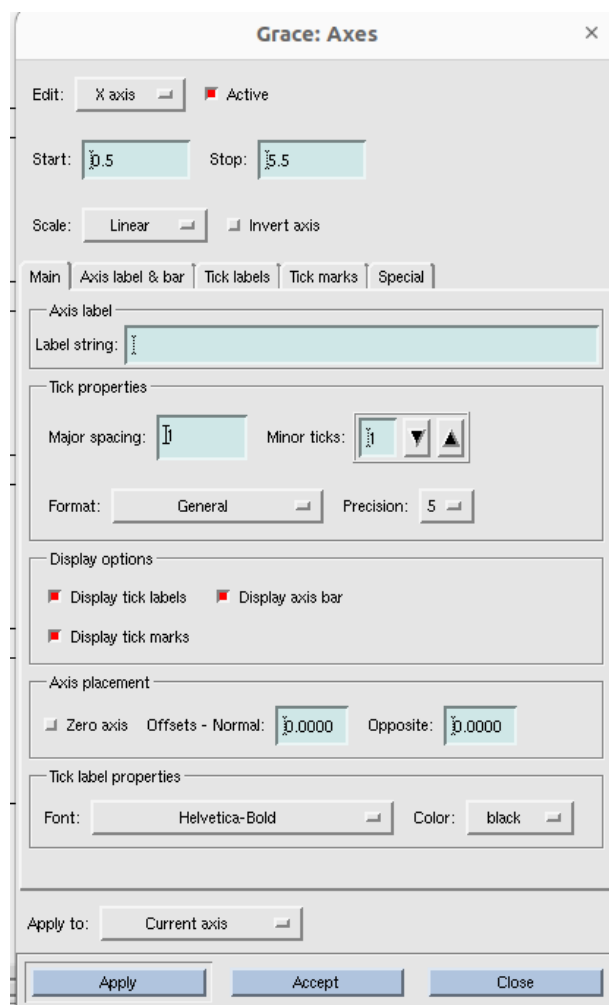 Grace: Axes
Edit: X axis Active
Start: 0.5 Stop: 5.5
Scale: Linear Invert axis
Main Axis label & bar Tick labels Tick marks Special
Axis label
Label string:
Tick properties
Major spacing: 1 Minor ticks: 1
Format: General Precision: 5
Display options
Display tick labels Display axis bar
Display tick marks
Axis placement
Zero axis Offsets - Normal: 0.0000 Opposite: 0.0000
Tick label properties
Font: Helvetica-Bold Color: black
Apply to: Current axis
Apply Accept Close